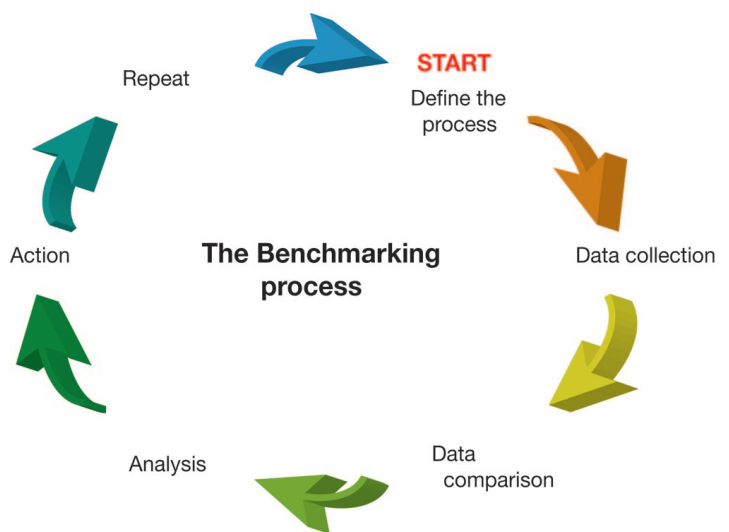 START
Define the
process
Data collection
Data
comparison
Analysis
Action
Repeat
The Benchmarking
process